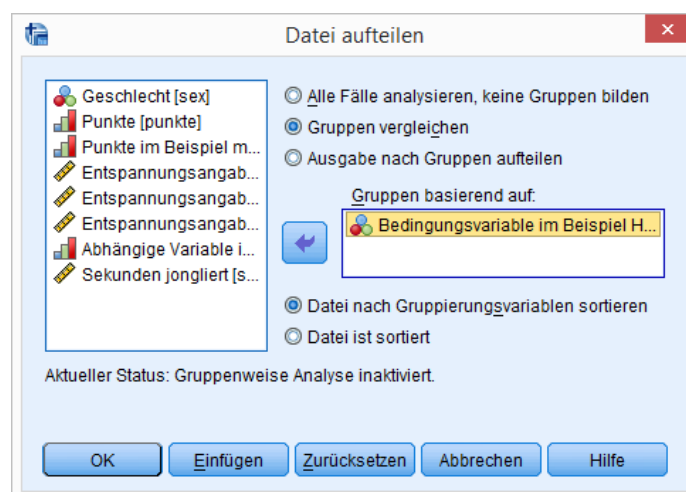 Datei aufteilen
Geschlecht [sex]
Punkte [punkte]
Punkte im Beispiel m...
Entspannungsangab...
Entspannungsangab...
Entspannungsangab...
Abhängige Variable i...
Sekunden jongliert [s...
Alle Fälle analysieren, keine Gruppen bilden
Gruppen vergleichen
Ausgabe nach Gruppen aufteilen
Gruppen basierend auf:
Bedingungsvariable im Beispiel H...
Datei nach Gruppierungsvariablen sortieren
Datei ist sortiert
Aktueller Status: Gruppenweise Analyse inaktiviert.
OK
Einfügen
Zurücksetzen
Abbrechen
Hilfe